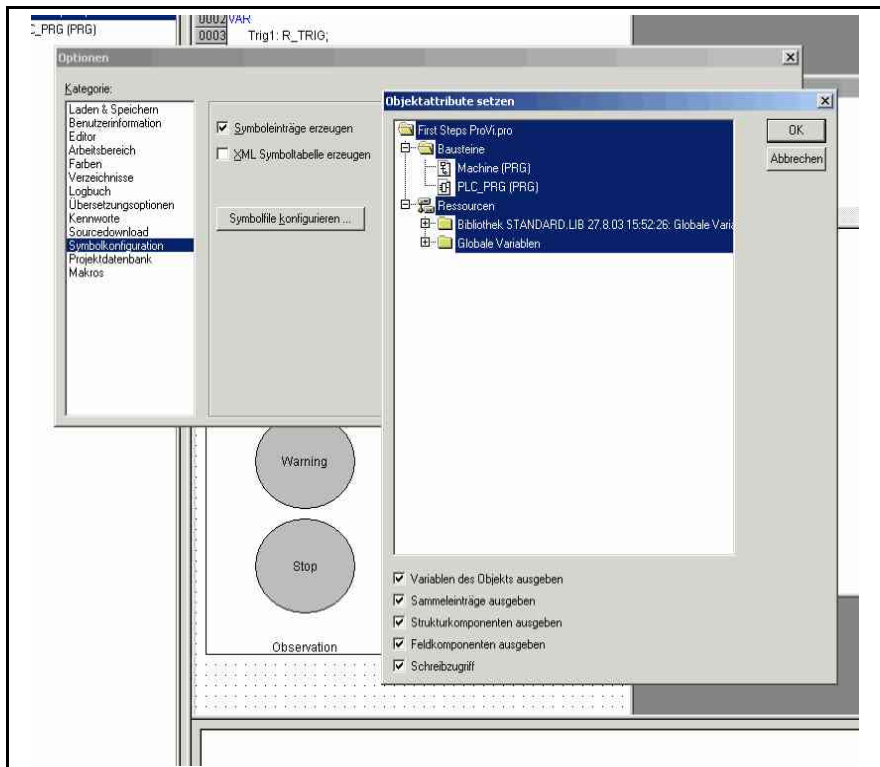 0002 VAR
C_PRG (PRG)
0003 Trig1: R_TRIG;
Optionen
Kategorie:
Laden & Speichern
Benutzerinformation
Editor
Arbeitsbereich
Farben
Verzeichnisse
Logbuch
Übersetzungsoptionen
Kennworte
Sourcedownload
Symbolkonfiguration
Projektdatenbank
Makros
Symboleinträge erzeugen
XML Symboltabelle erzeugen
Symbolfile konfigurieren ...
Objektattribute setzen
First Steps ProVi.pro
Bausteine
Machine (PRG)
PLC_PRG (PRG)
Ressourcen
Bibliothek STANDARD.LIB 27.8.03 15:52:26: Globale Varia
Globale Variablen
OK
Abbrechen
Variablen des Objekts ausgeben
Sammeleinträge ausgeben
Strukturkomponenten ausgeben
Feldkomponenten ausgeben
Schreibzugriff
Warning
Stop
Observation